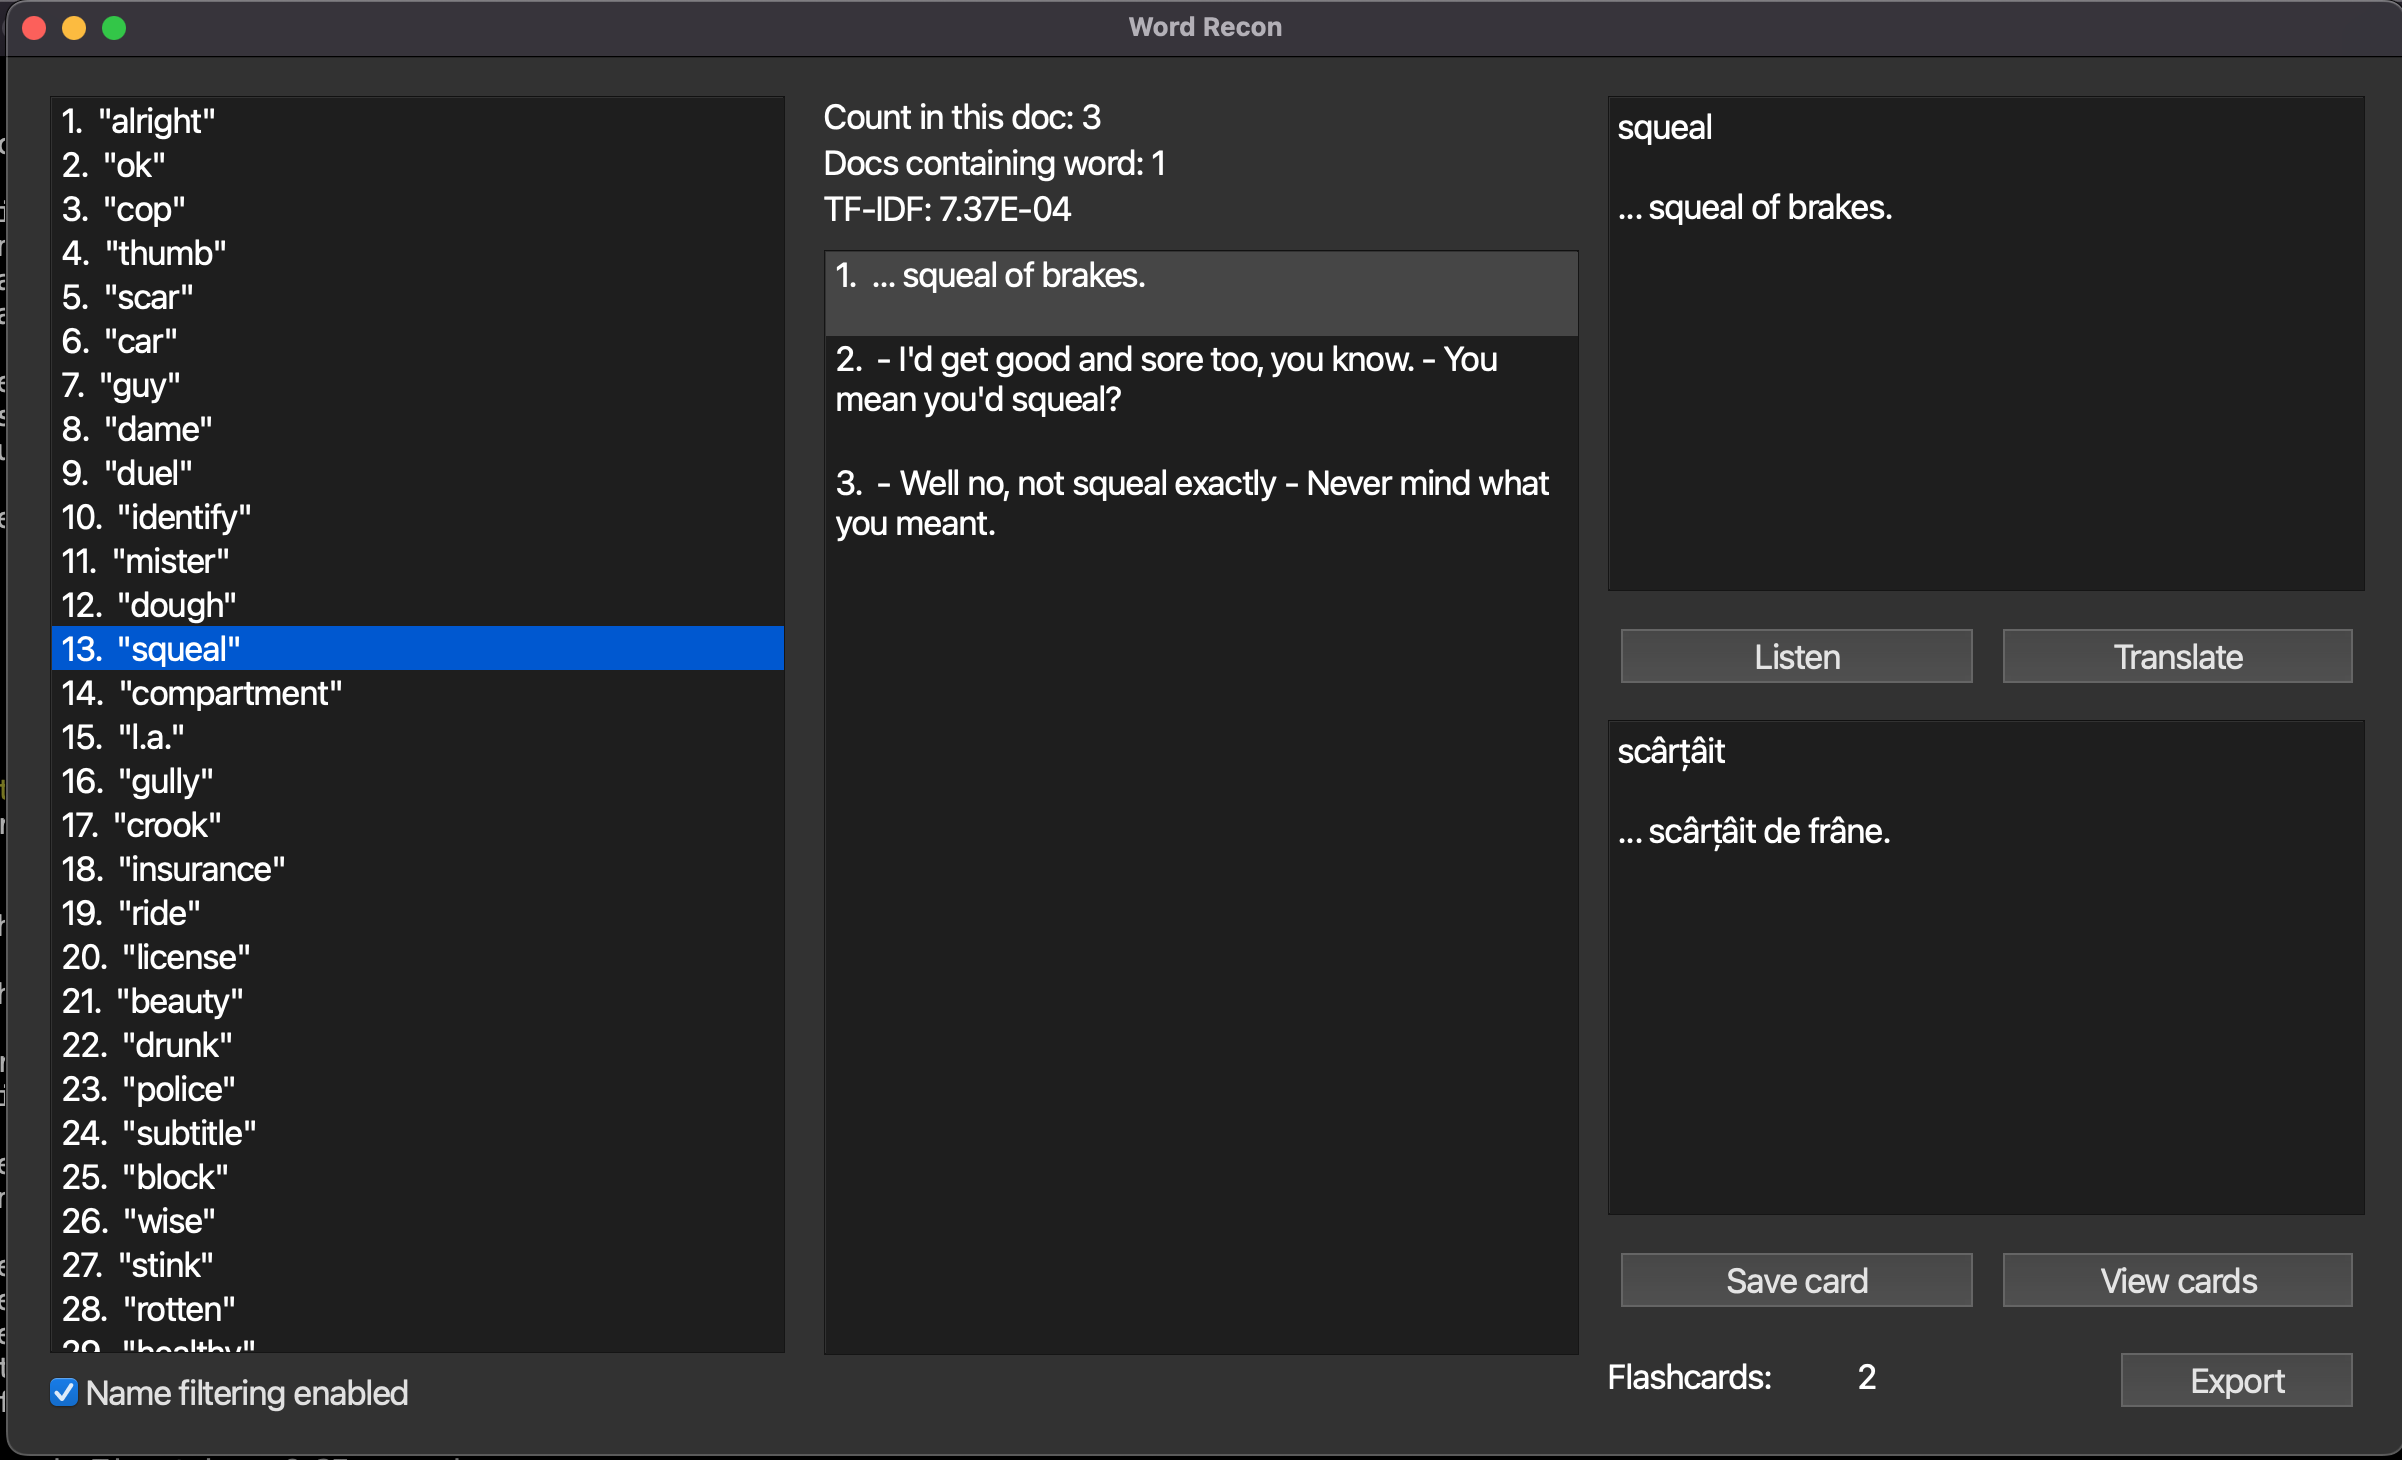 Word Recon
1. "alright"
2. "ok"
3. "cop"
4. "thumb"
5. "scar"
6. "car"
7. "guy"
8. "dame"
9. "duel"
10. "identify"
11. "mister"
12. "dough"
13. "squeal"
14. "compartment"
15. "l.a."
16. "gully"
17. "crook"
18. "insurance"
19. "ride"
20. "license"
21. "beauty"
22. "drunk"
23. "police"
24. "subtitle"
25. "block"
26. "wise"
27. "stink"
28. "rotten"
29. "healthy"
Name filtering enabled
Count in this doc: 3
Docs containing word: 1
TF-IDF: 7.37E-04
1. ... squeal of brakes.
2. - I'd get good and sore too, you know. - You
mean you'd squeal?
3. - Well no, not squeal exactly - Never mind what
you meant.
squeal
... squeal of brakes.
Listen
Translate
scârțâit
... scârțâit de frâne.
Save card
View cards
Flashcards: 2
Export